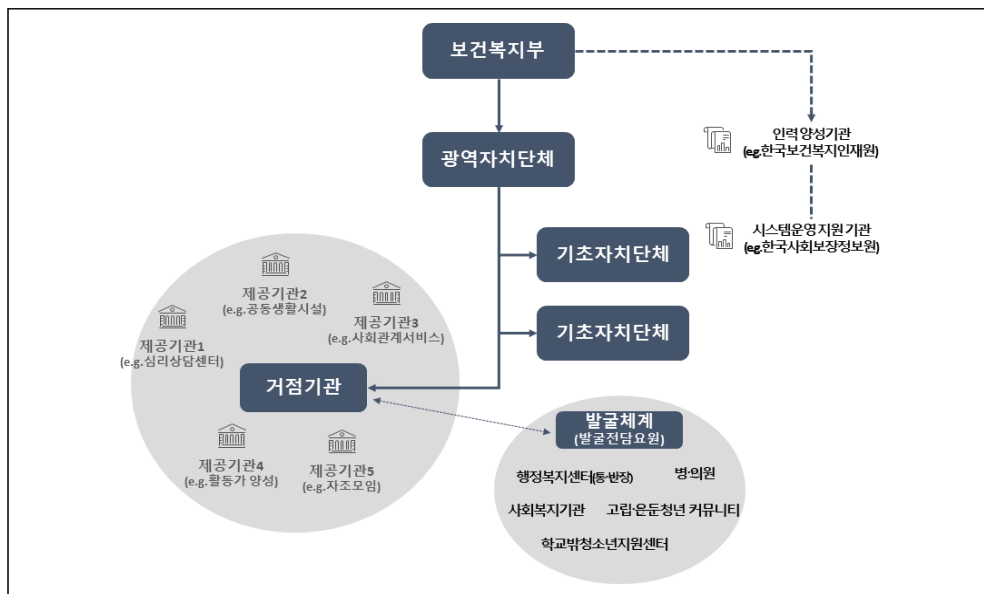 보건복지부
인력양성기관
(eg.한국보건복지인재원)
광역자치단체
시스템운영지원 기관
(eg.한국사회보장정보원)
기초자치단체
제공기관2
(e.g.공동생활시설)
제공기관3
(e.g.사회관계서비스)
제공기관1
(e.g.심리상담센터)
기초자치단체
거점기관
발굴체계
(발굴전담요원)
제공기관4
(e.g.활동가 양성)
제공기관5
(e.g.자조모임)
행정복지센터(통·반장)
병·의원
사회복지기관
고립·은둔청년 커뮤니티
학교밖청소년지원센터